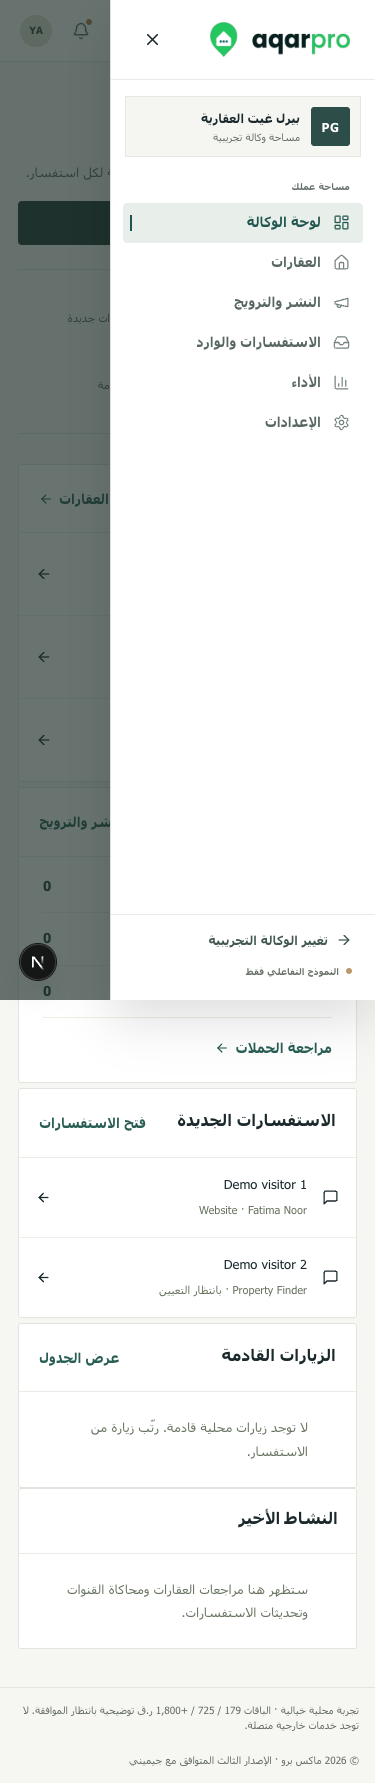 aqarpro
YA
PG
بيرل غيت العقارية
مساحة وكالة تجريبية
مساحة عملك
لوحة الوكالة
العقارات
النشر والترويج
الاستفسارات والوارد
الأداء
الإعدادات
تغيير الوكالة التجريبية
النموذج التفاعلي فقط
ة لكل استفسار.
ات جديدة
العقارات
شر والترويج
0
0
0
مراجعة الحملات
الاستفسارات الجديدة
فتح الاستفسارات
Demo visitor 1
Website · Fatima Noor
Demo visitor 2
Property Finder · بانتظار التعيين
الزيارات القادمة
عرض الجدول
لا توجد زيارات محلية قادمة. رتّب زيارة من
الاستفسار.
النشاط الأخير
ستظهر هنا مراجعات العقارات ومحاكاة القنوات
وتحديثات الاستفسارات.
تجربة محلية خيالية · الباقات 179 / 725 / +1,800 ر.ق توضيحية بانتظار الموافقة. لا
توجد خدمات خارجية متصلة.
© 2026 ماكس برو · الإصدار الثالث المتوافق مع جيميني